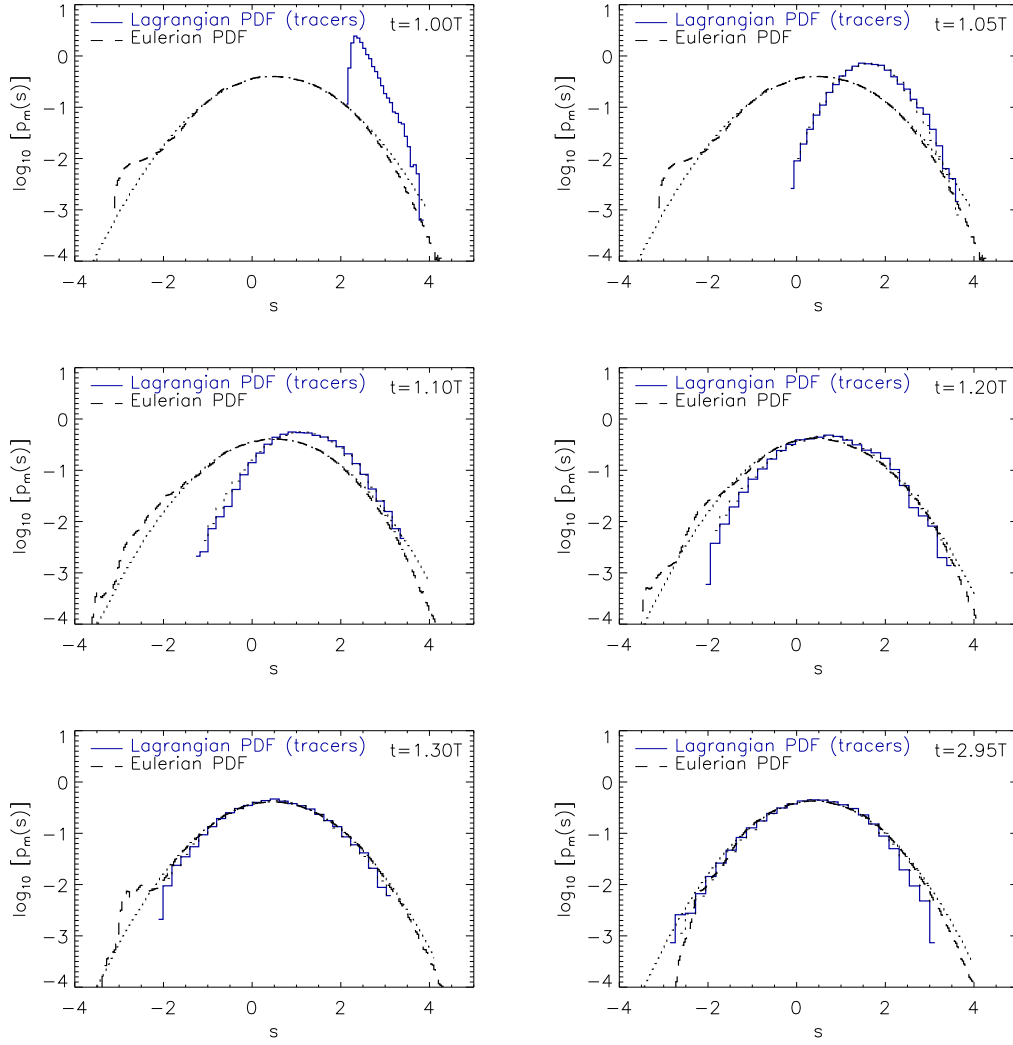 Lagrangian PDF (tracers) t=1.00T
Eulerian PDF
log10 [pm(s)]
1
0
−1
−2
−3
−4
−4 −2 0 2 4
s
Lagrangian PDF (tracers) t=1.05T
Eulerian PDF
log10 [pm(s)]
1
0
−1
−2
−3
−4
−4 −2 0 2 4
s
Lagrangian PDF (tracers) t=1.10T
Eulerian PDF
log10 [pm(s)]
1
0
−1
−2
−3
−4
−4 −2 0 2 4
s
Lagrangian PDF (tracers) t=1.20T
Eulerian PDF
log10 [pm(s)]
1
0
−1
−2
−3
−4
−4 −2 0 2 4
s
Lagrangian PDF (tracers) t=1.30T
Eulerian PDF
log10 [pm(s)]
1
0
−1
−2
−3
−4
−4 −2 0 2 4
s
Lagrangian PDF (tracers) t=2.95T
Eulerian PDF
log10 [pm(s)]
1
0
−1
−2
−3
−4
−4 −2 0 2 4
s